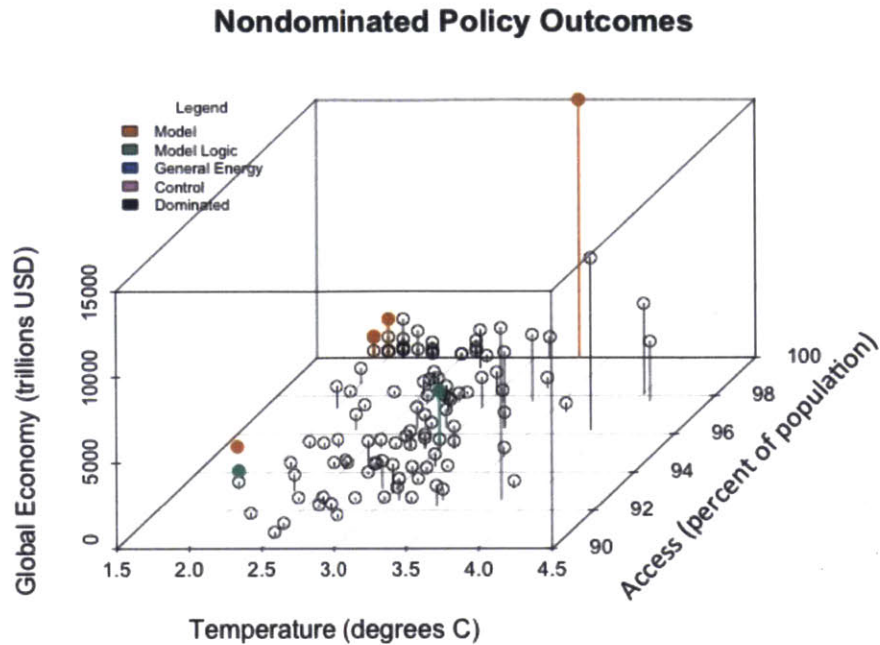 Nondominated Policy Outcomes
Legend
Model
Model Logic
General Energy
Control
Dominated
Global Economy (trillions USD)
15000
10000
5000
0
1.5 2.0 2.5 3.0 3.5 4.0 4.5
Temperature (degrees C)
100
98
96
94
92
90
Access (percent of population)